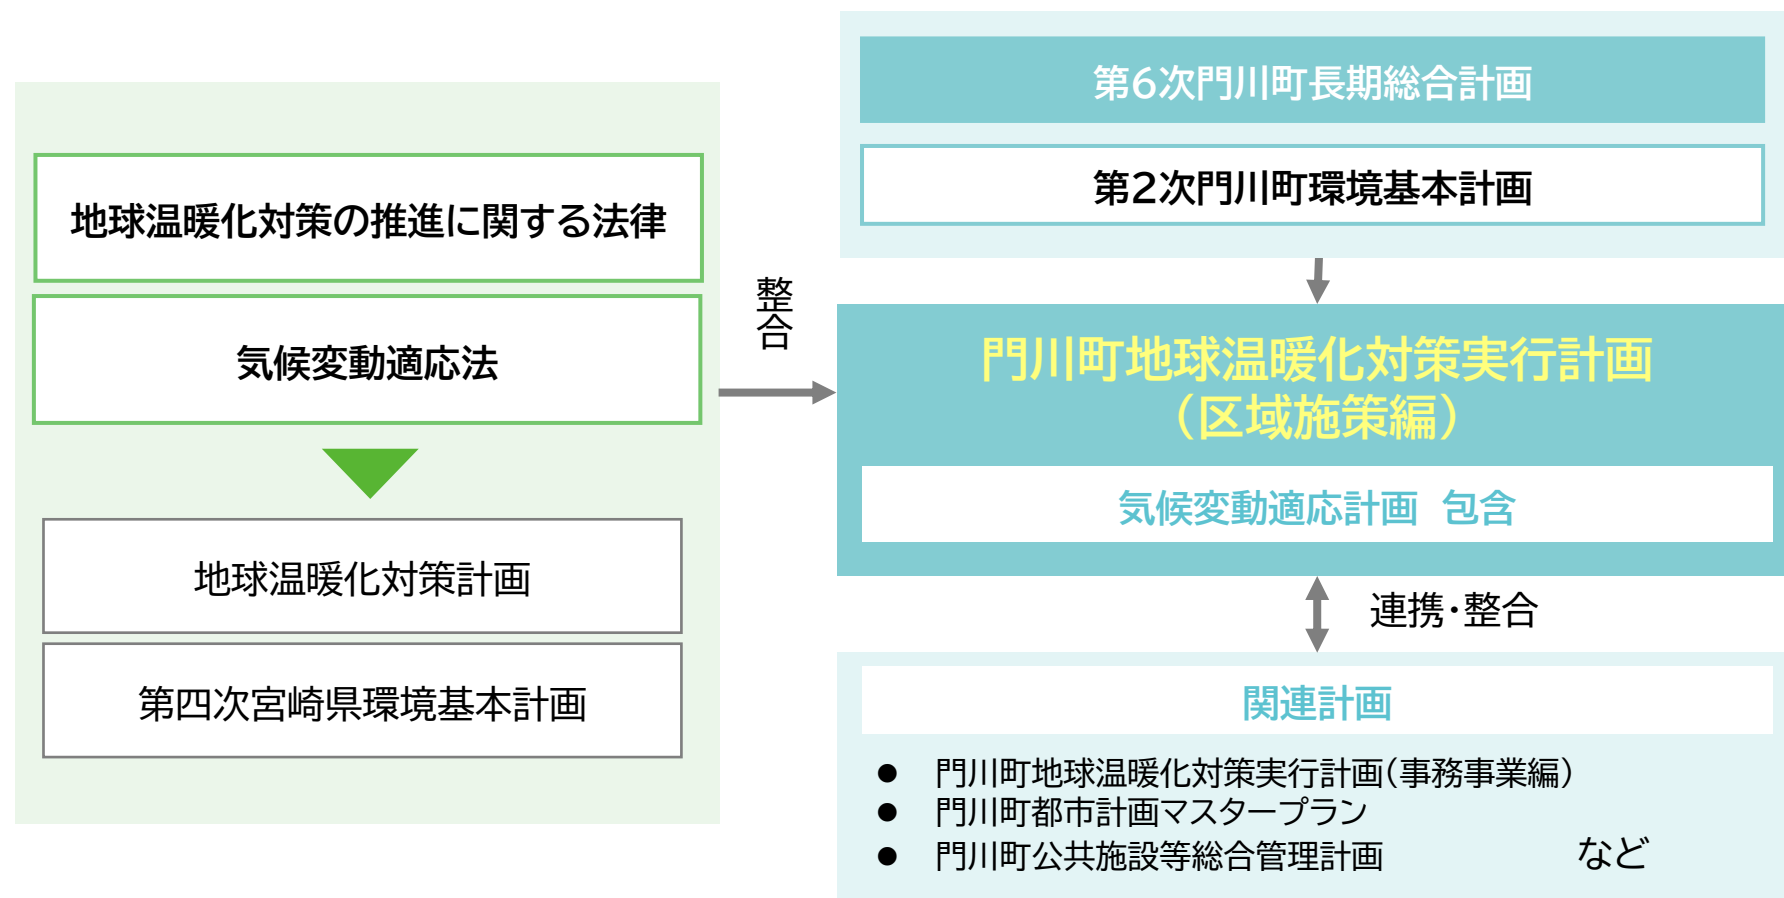 地球温暖化対策の推進に関する法律
気候変動適応法
地球温暖化対策計画
第四次宮崎県環境基本計画
整合
第6次門川町長期総合計画
第2次門川町環境基本計画
門川町地球温暖化対策実行計画
（区域施策編）
気候変動適応計画 包含
連携・整合
関連計画
● 門川町地球温暖化対策実行計画（事務事業編）
● 門川町都市計画マスタープラン
● 門川町公共施設等総合管理計画 など